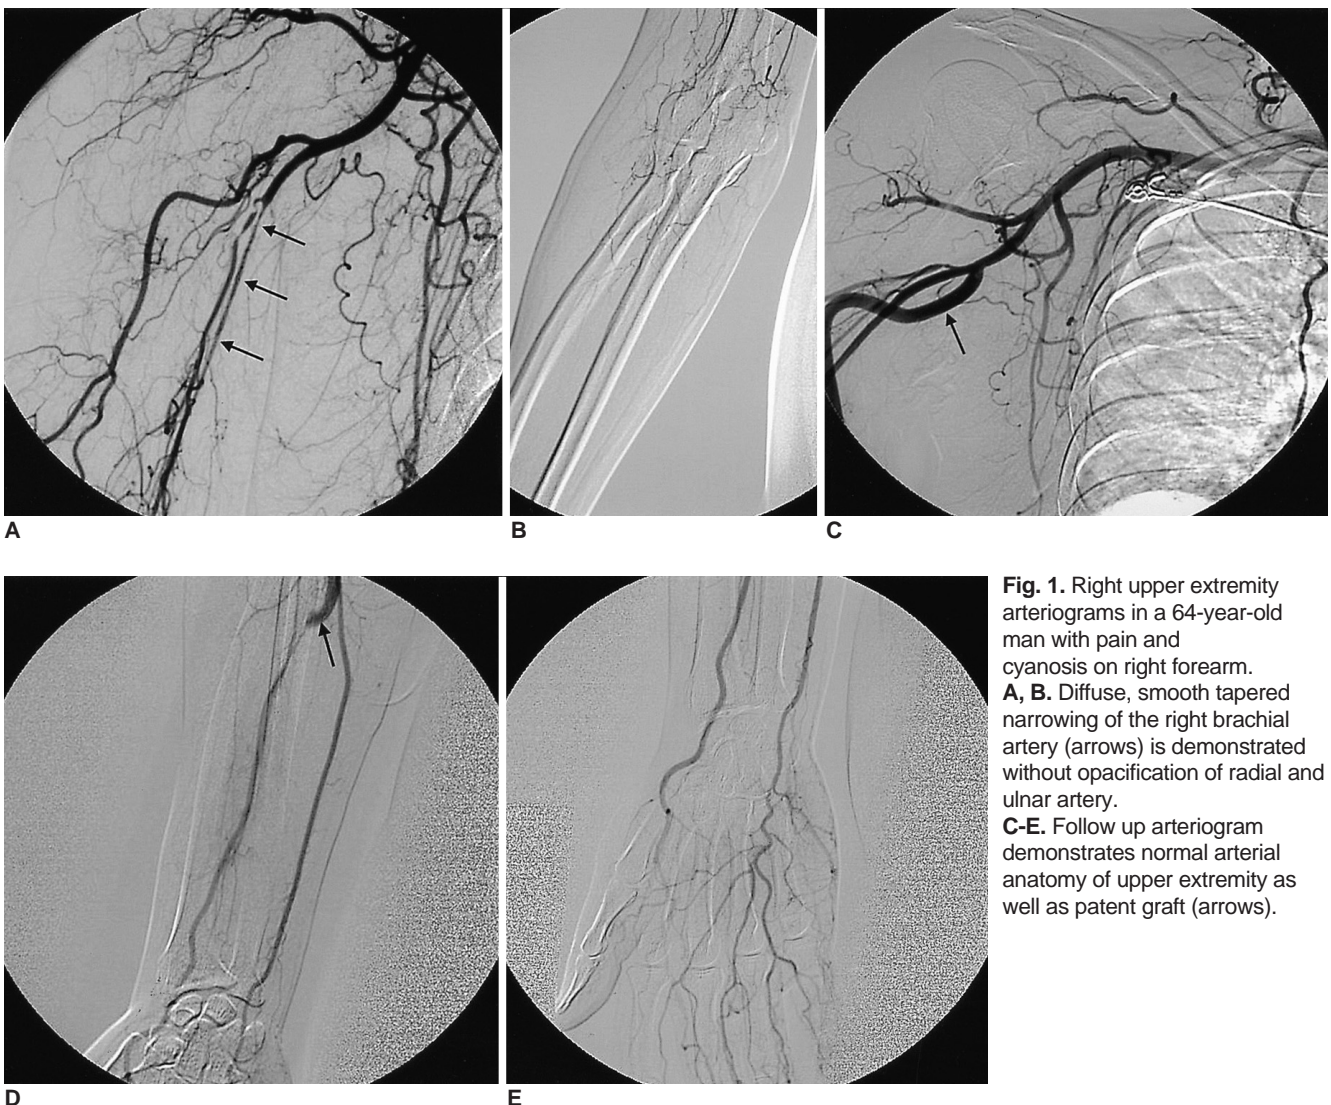 A
B
C
D
E
Fig. 1. Right upper extremity
arteriograms in a 64-year-old
man with pain and
cyanosis on right forearm.
A, B. Diffuse, smooth tapered
narrowing of the right brachial
artery (arrows) is demonstrated
without opacification of radial and
ulnar artery.
C-E. Follow up arteriogram
demonstrates normal arterial
anatomy of upper extremity as
well as patent graft (arrows).